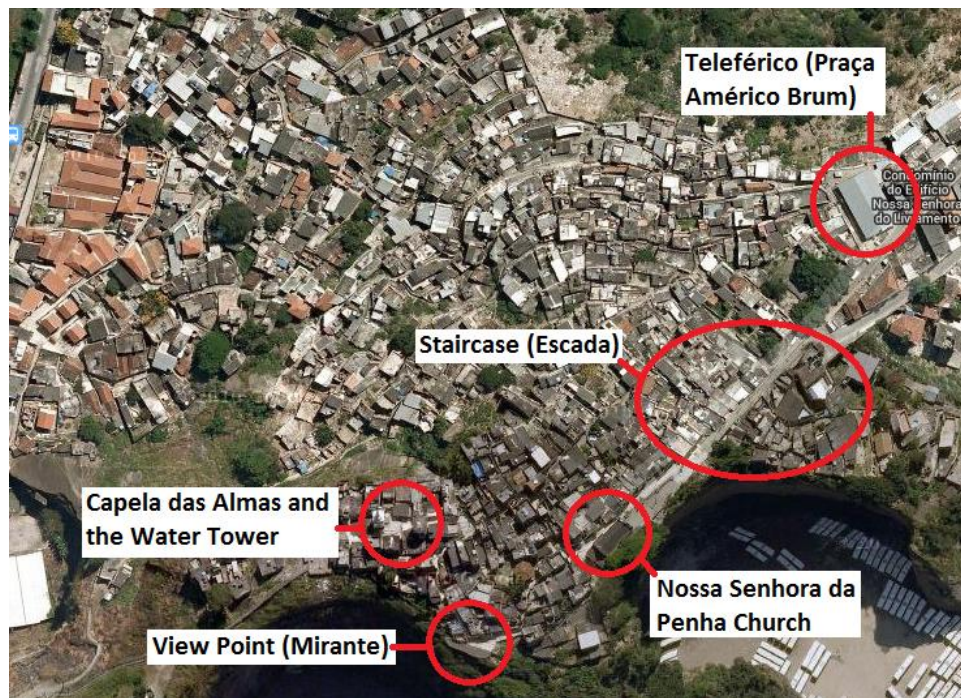 Teleférico (Praça
Américo Brum)
Condomínio
do Edifício
Nossa Senhora
do Livramento
Staircase (Escada)
Capela das Almas and
the Water Tower
Nossa Senhora da
Penha Church
View Point (Mirante)